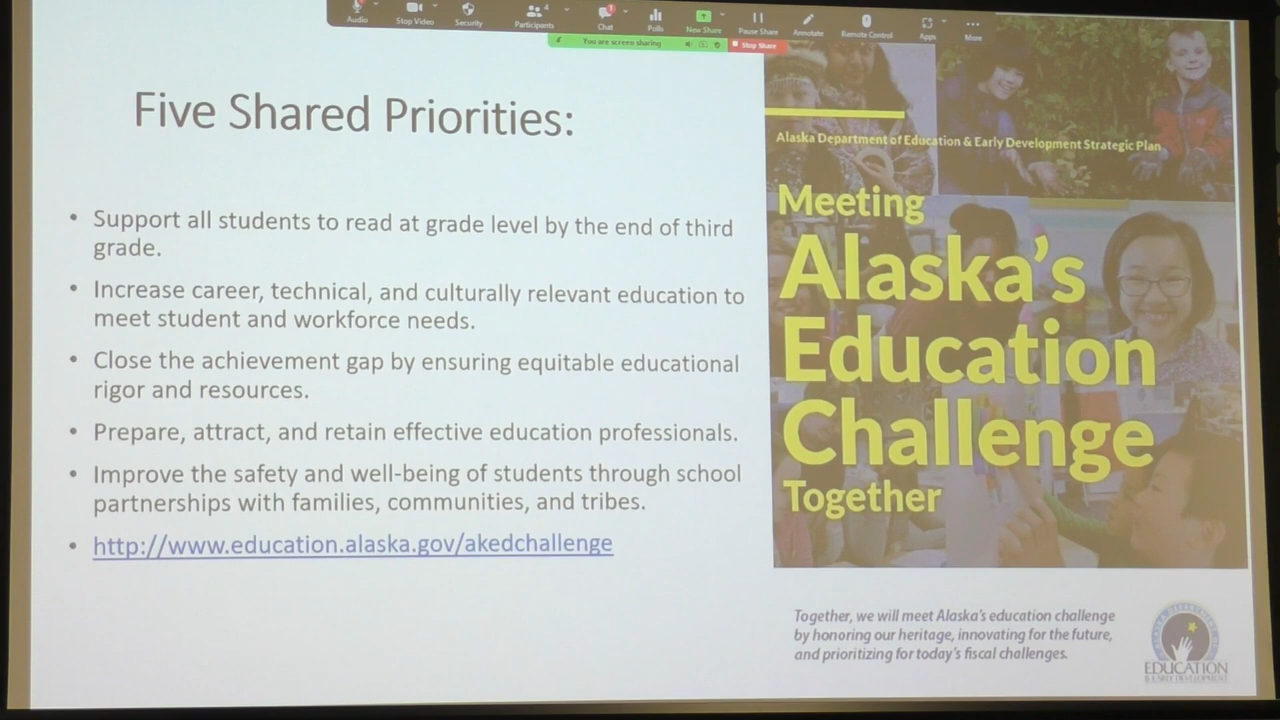 Audio
Stop Video
Security
Participants
4
Chat
1
Polls
New Share
Pause Share
Annotate
Remote Control
Apps
More
You are screen sharing
Stop Share
Five Shared Priorities:
• Support all students to read at grade level by the end of third
grade.
• Increase career, technical, and culturally relevant education to
meet student and workforce needs.
• Close the achievement gap by ensuring equitable educational
rigor and resources.
• Prepare, attract, and retain effective education professionals.
• Improve the safety and well-being of students through school
partnerships with families, communities, and tribes.
• http://www.education.alaska.gov/akedchallenge
Alaska Department of Education & Early Development Strategic Plan
Meeting
Alaska's
Education
Challenge
Together
Together, we will meet Alaska's education challenge
by honoring our heritage, innovating for the future,
and prioritizing for today's fiscal challenges.
EDUCATION
& EARLY DEVELOPMENT